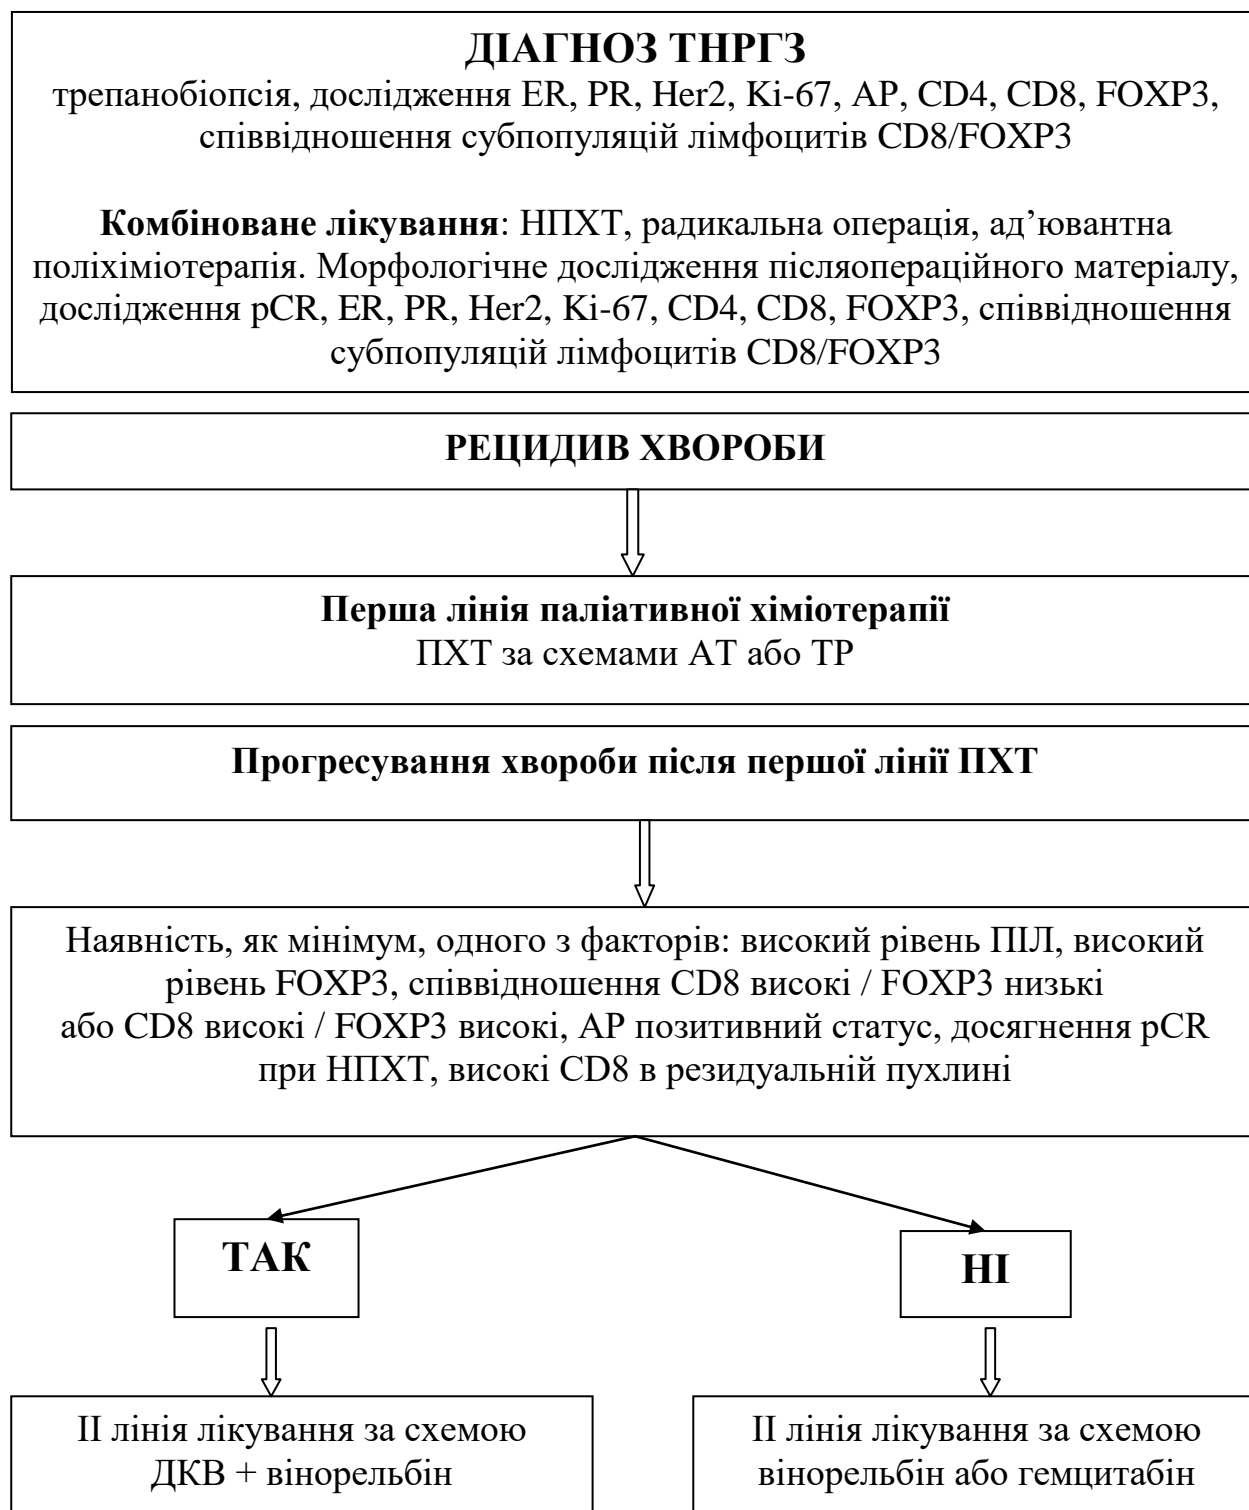 ДІАГНОЗ ТНРГЗ
трепанобіопсія, дослідження ER, PR, Her2, Ki-67, АР, CD4, CD8, FOXP3,
співвідношення субпопуляцій лімфоцитів CD8/FOXP3
Комбіноване лікування: НПХТ, радикальна операція, ад’ювантна
поліхіміотерапія. Морфологічне дослідження післяопераційного матеріалу,
дослідження pCR, ER, PR, Her2, Ki-67, CD4, CD8, FOXP3, співвідношення
субпопуляцій лімфоцитів CD8/FOXP3
РЕЦИДИВ ХВОРОБИ
Перша лінія паліативної хіміотерапії
ПХТ за схемами АТ або ТР
Прогресування хвороби після першої лінії ПХТ
Наявність, як мінімум, одного з факторів: високий рівень ПІЛ, високий
рівень FOXP3, співвідношення CD8 високі / FOXP3 низькі
або CD8 високі / FOXP3 високі, АР позитивний статус, досягнення pCR
при НПХТ, високі CD8 в резидуальній пухлині
ТАК
НІ
ІІ лінія лікування за схемою
ДКВ + вінорельбін
ІІ лінія лікування за схемою
вінорельбін або гемцитабін